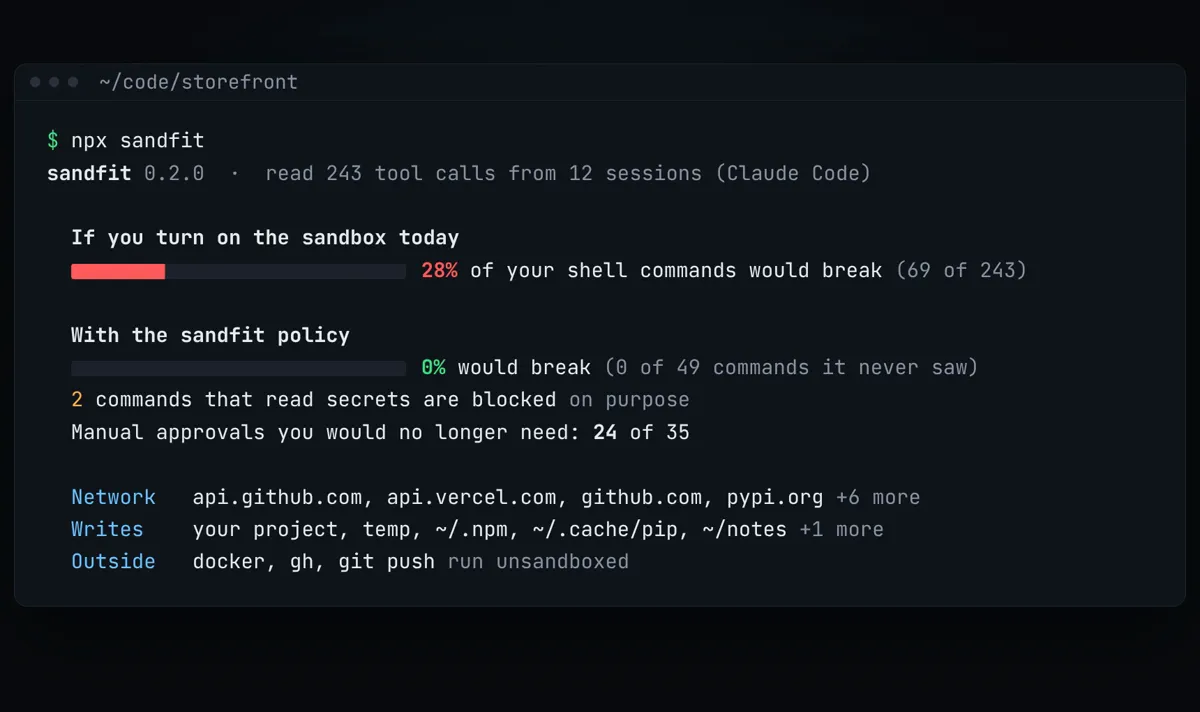 ~/code/storefront
$ npx sandfit
sandfit 0.2.0 · read 243 tool calls from 12 sessions (Claude Code)
If you turn on the sandbox today
28% of your shell commands would break (69 of 243)
With the sandfit policy
0% would break (0 of 49 commands it never saw)
2 commands that read secrets are blocked on purpose
Manual approvals you would no longer need: 24 of 35
Network api.github.com, api.vercel.com, github.com, pypi.org +6 more
Writes your project, temp, ~/.npm, ~/.cache/pip, ~/notes +1 more
Outside docker, gh, git push run unsandboxed